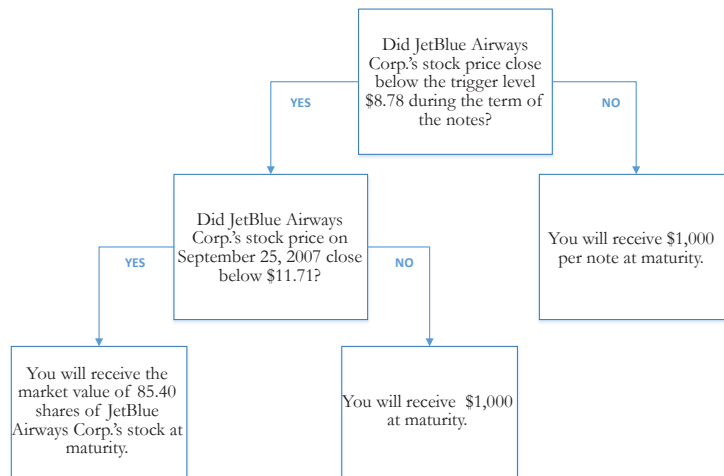 Did JetBlue Airways
Corp.'s stock price close
below the trigger level
$8.78 during the term of
the notes?
YES
NO
Did JetBlue Airways
Corp.'s stock price on
September 25, 2007 close
below $11.71?
You will receive $1,000
per note at maturity.
YES
NO
You will receive the
market value of 85.40
shares of JetBlue
Airways Corp.'s stock at
maturity.
You will receive $1,000
at maturity.